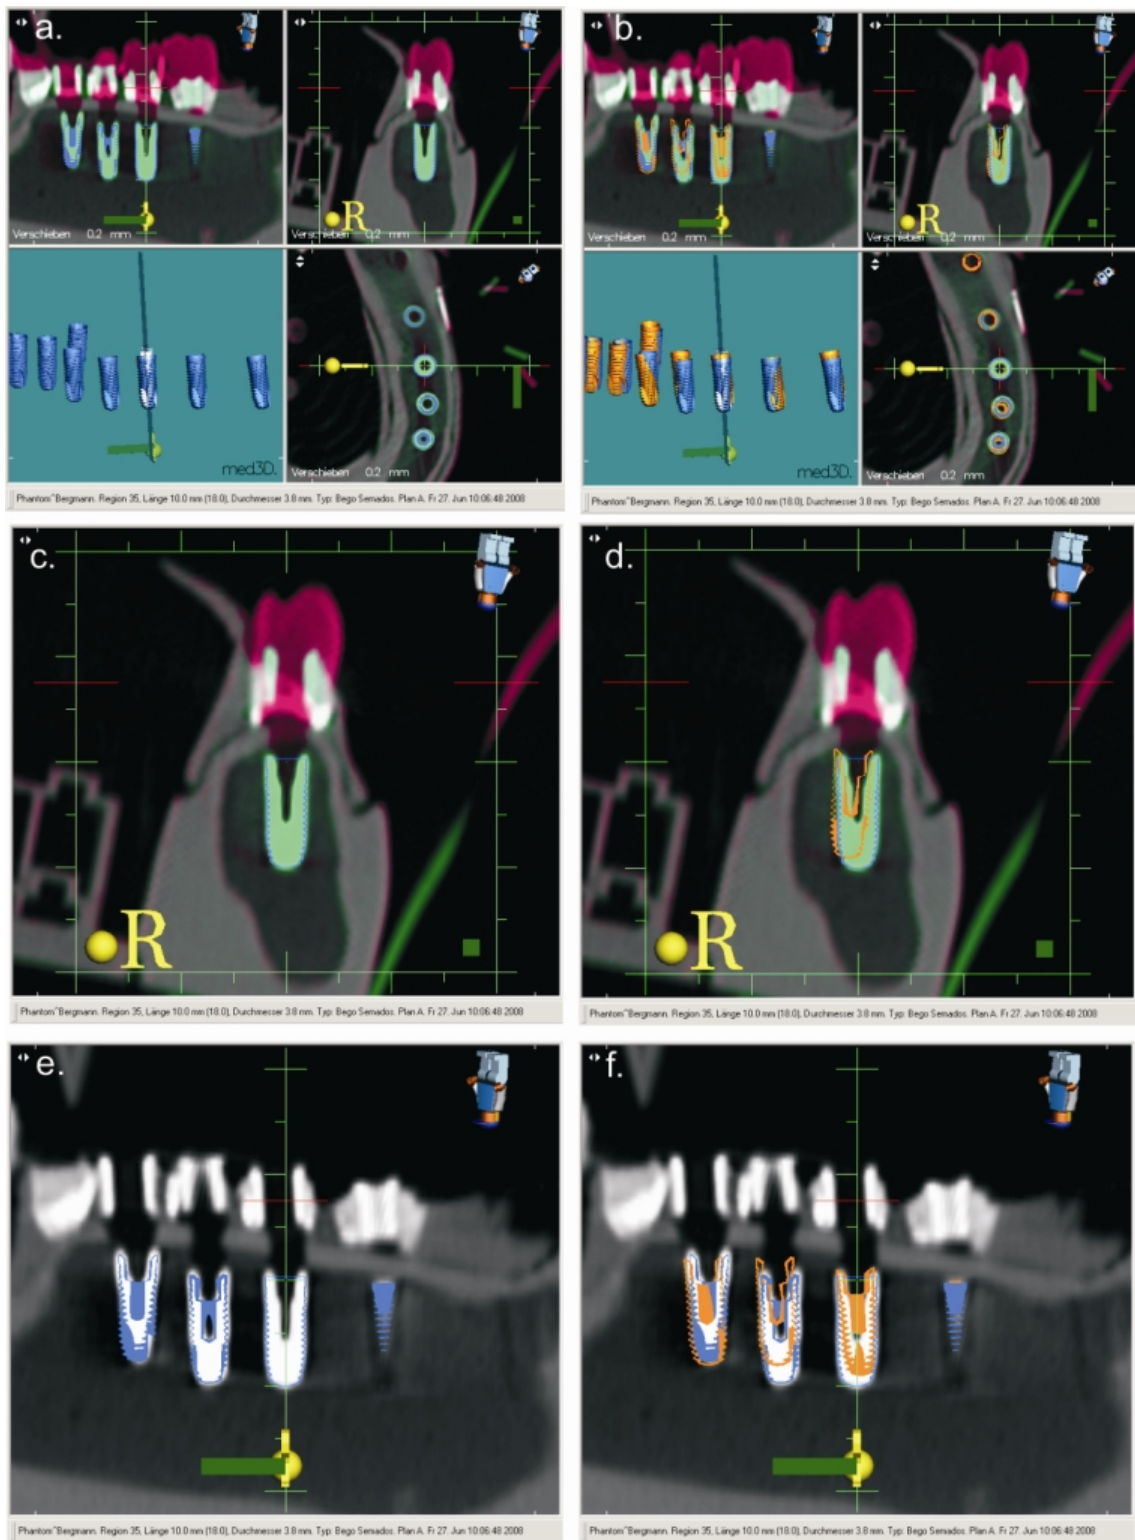 a.
b.
R
R
Verschieben 0.2 mm
Verschieben 0.2 mm
Verschieben 0.2 mm
Verschieben 0.2 mm
med3D.
Verschieben 0.2 mm
med3D.
Verschieben 0.2 mm
Phantom^Bergmann. Region 35, Länge 10.0 mm (18.0), Durchmesser 3.8 mm. Typ: Bego Semados. Plan A. Fr 27. Jun 10:06:48 2008
Phantom^Bergmann. Region 35, Länge 10.0 mm (18.0), Durchmesser 3.8 mm. Typ: Bego Semados. Plan A. Fr 27. Jun 10:06:48 2008
c.
d.
R
R
Phantom^Bergmann. Region 35, Länge 10.0 mm (18.0), Durchmesser 3.8 mm. Typ: Bego Semados. Plan A. Fr 27. Jun 10:06:48 2008
Phantom^Bergmann. Region 35, Länge 10.0 mm (18.0), Durchmesser 3.8 mm. Typ: Bego Semados. Plan A. Fr 27. Jun 10:06:48 2008
e.
f.
Phantom^Bergmann. Region 35, Länge 10.0 mm (18.0), Durchmesser 3.8 mm. Typ: Bego Semados. Plan A. Fr 27. Jun 10:06:48 2008
Phantom^Bergmann. Region 35, Länge 10.0 mm (18.0), Durchmesser 3.8 mm. Typ: Bego Semados. Plan A. Fr 27. Jun 10:06:48 2008